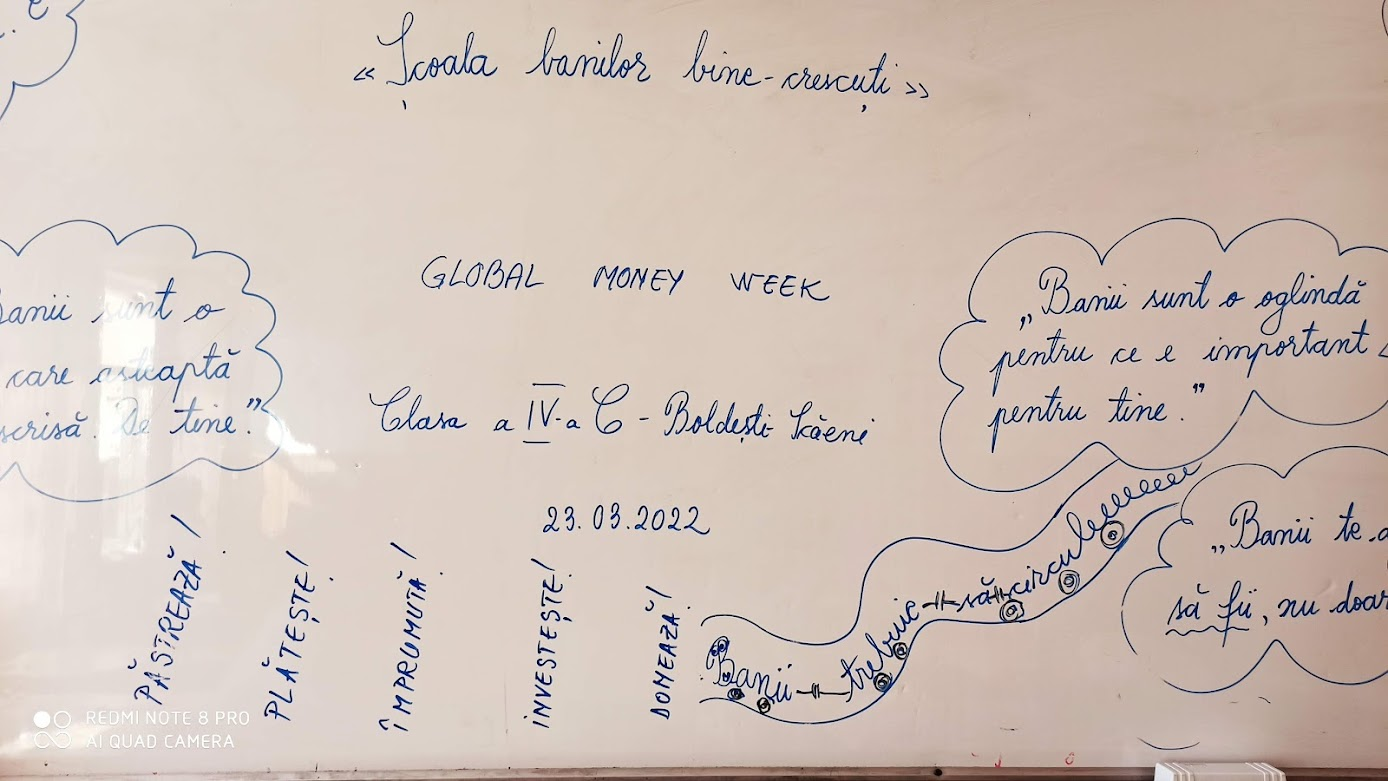 « Școala banilor bine-crescuți »
GLOBAL MONEY WEEK
Clasa a IV-a C - Boldești Scăeni
23.03.2022
Banii sunt o
care așteaptă
scrisă. De tine."
„Banii sunt o oglindă
pentru ce e important
pentru tine."
„Banii te
să fii, nu doar
PĂSTREAZĂ!
PLĂTEȘTE!
ÎMPRUMUTĂ!
INVESTEȘTE!
DONEAZĂ!
Banii trebuie să circule
REDMI NOTE 8 PRO
AI QUAD CAMERA